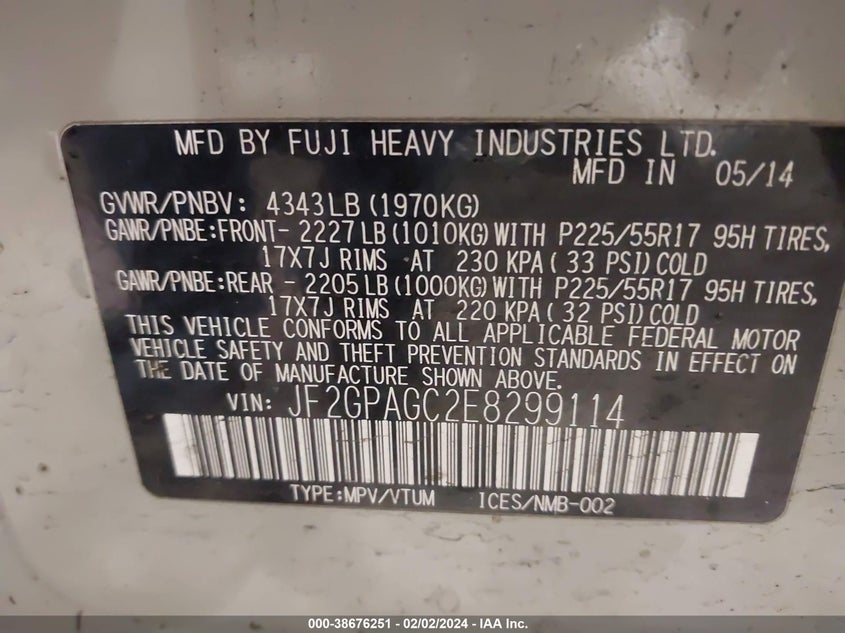 MFD BY FUJI HEAVY INDUSTRIES LTD.
MFD IN 05/14
GVWR/PNBV: 4343LB(1970KG)
GAWR/PNBE:FRONT- 2227LB(1010KG)WITH P225/55R17 95H TIRES,
17X7J RIMS AT 230 KPA(33 PSI)COLD
GAWR/PNBE:REAR - 2205LB(1000KG)WITH P225/55R17 95H TIRES,
17X7J RIMS AT 220 KPA(32 PSI)COLD
THIS VEHICLE CONFORMS TO ALL APPLICABLE FEDERAL MOTOR
VEHICLE SAFETY AND THEFT PREVENTION STANDARDS IN EFFECT ON
THE DATE OF MANUFACTURE SHOWN ABOVE.
VIN: JF2GPAGC2E8299114
TYPE:MPV/VTUM ICES/NMB-002
000-38676251 - 02/02/2024 - IAA Inc.